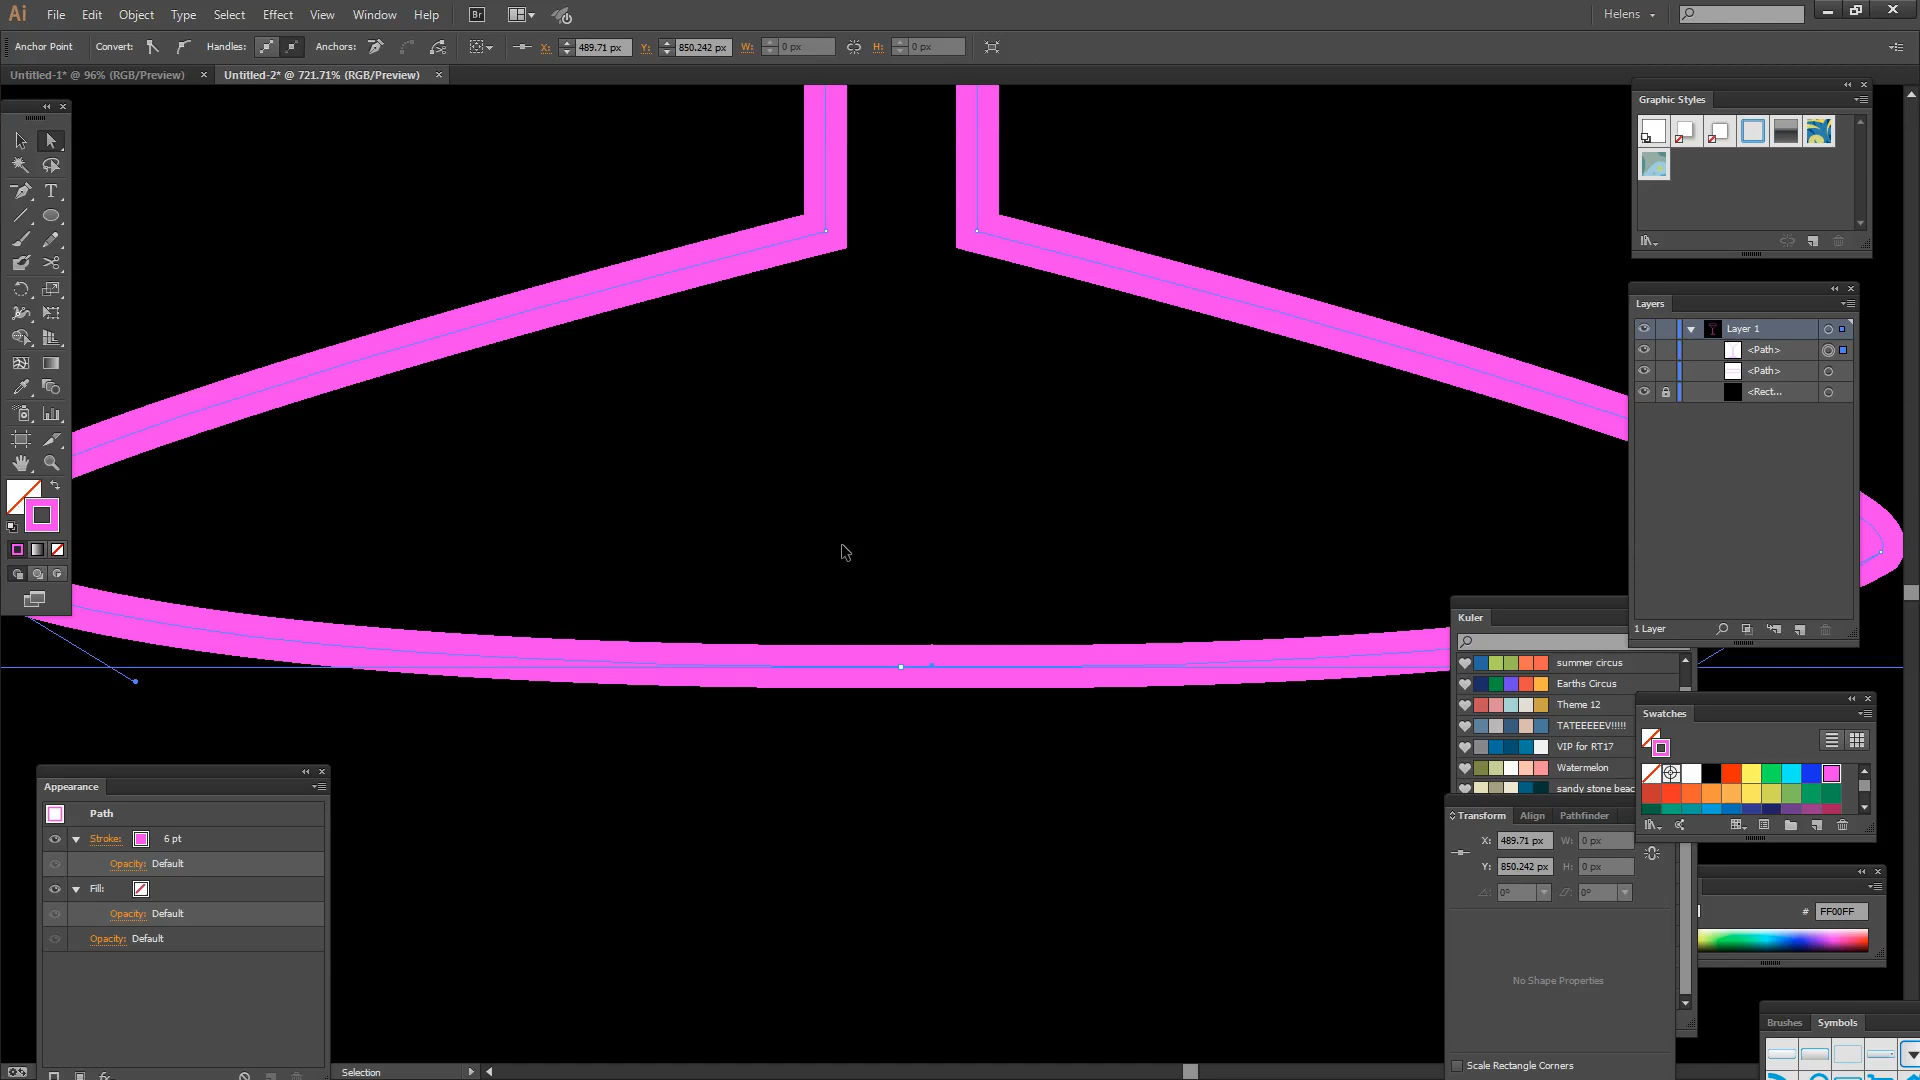 Ai File Edit Object Type Select Effect View Window Help Br Helens
Anchor Point Convert: Handles: Anchors: X: 489.71 px Y: 850.242 px W: 0 px H: 0 px
Untitled-1* @ 96% (RGB/Preview) × Untitled-2* @ 721.71% (RGB/Preview) ×
Graphic Styles
Layers
Layer 1
<Path>
<Path>
<Rect...
1 Layer
Kuler
summer circus
Earths Circus
Theme 12
TATEEEEEV!!!!!
VIP for RT17
Watermelon
sandy stone beac
Swatches
Appearance
Path
Stroke: 6 pt
Opacity: Default
Fill:
Opacity: Default
Opacity: Default
Transform Align Pathfinder
X: 489.71 px W: 0 px
Y: 850.242 px H: 0 px
0° 0°
No Shape Properties
Scale Rectangle Corners
# FF00FF
Brushes Symbols
Selection